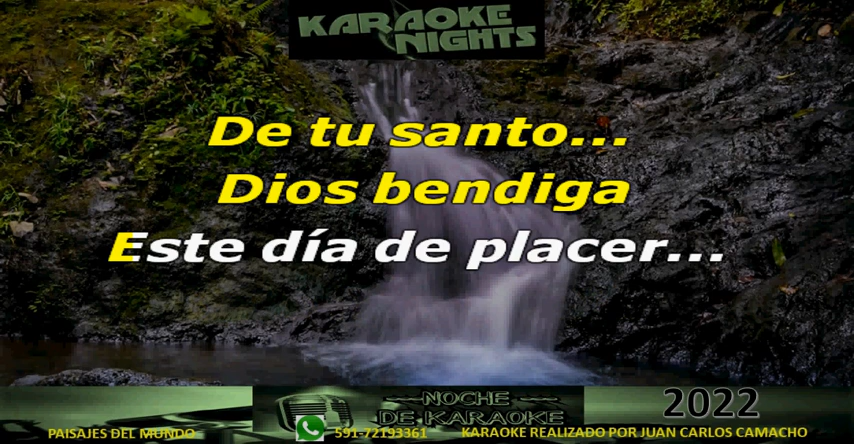 KARAOKE
NIGHTS
De tu santo...
Dios bendiga
Este día de placer...
NOCHE
DE KARAOKE
2022
PAISAJES DEL MUNDO
591-72193361
KARAOKE REALIZADO POR JUAN CARLOS CAMACHO